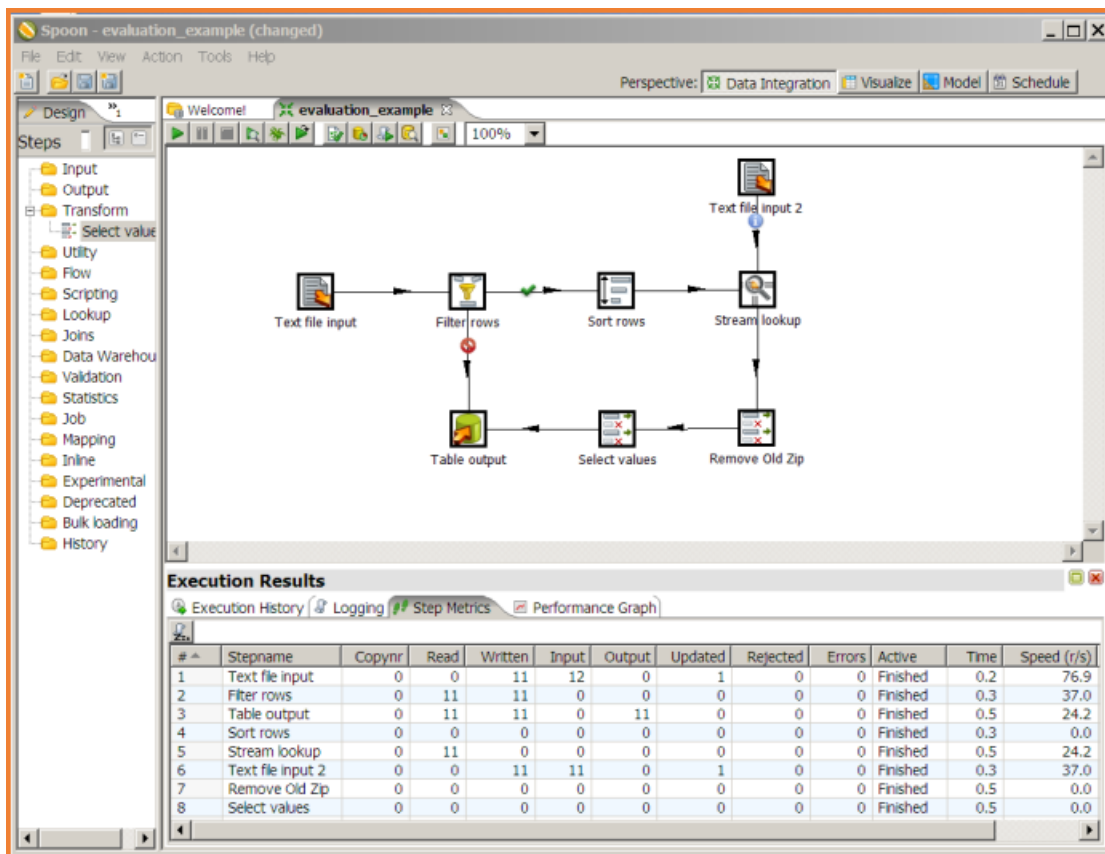 Spoon - evaluation_example (changed)
File Edit View Action Tools Help
Perspective: Data Integration Visualize Model Schedule
Design »1
Steps
Input
Output
Transform
Select value
Utility
Flow
Scripting
Lookup
Joins
Data Warehou
Validation
Statistics
Job
Mapping
Inline
Experimental
Deprecated
Bulk loading
History
Welcome! evaluation_example
100%
Text file input 2
Text file input Filter rows Sort rows Stream lookup
Table output Select values Remove Old Zip
Execution Results
Execution History Logging Step Metrics Performance Graph
# Stepname Copynr Read Written Input Output Updated Rejected Errors Active Time Speed (r/s)
1 Text file input 0 0 11 12 0 1 0 0 Finished 0.2 76.9
2 Filter rows 0 11 11 0 0 0 0 0 Finished 0.3 37.0
3 Table output 0 11 11 0 11 0 0 0 Finished 0.5 24.2
4 Sort rows 0 0 0 0 0 0 0 0 Finished 0.3 0.0
5 Stream lookup 0 11 0 0 0 0 0 0 Finished 0.5 24.2
6 Text file input 2 0 0 11 11 0 1 0 0 Finished 0.3 37.0
7 Remove Old Zip 0 0 0 0 0 0 0 0 Finished 0.5 0.0
8 Select values 0 0 0 0 0 0 0 0 Finished 0.5 0.0